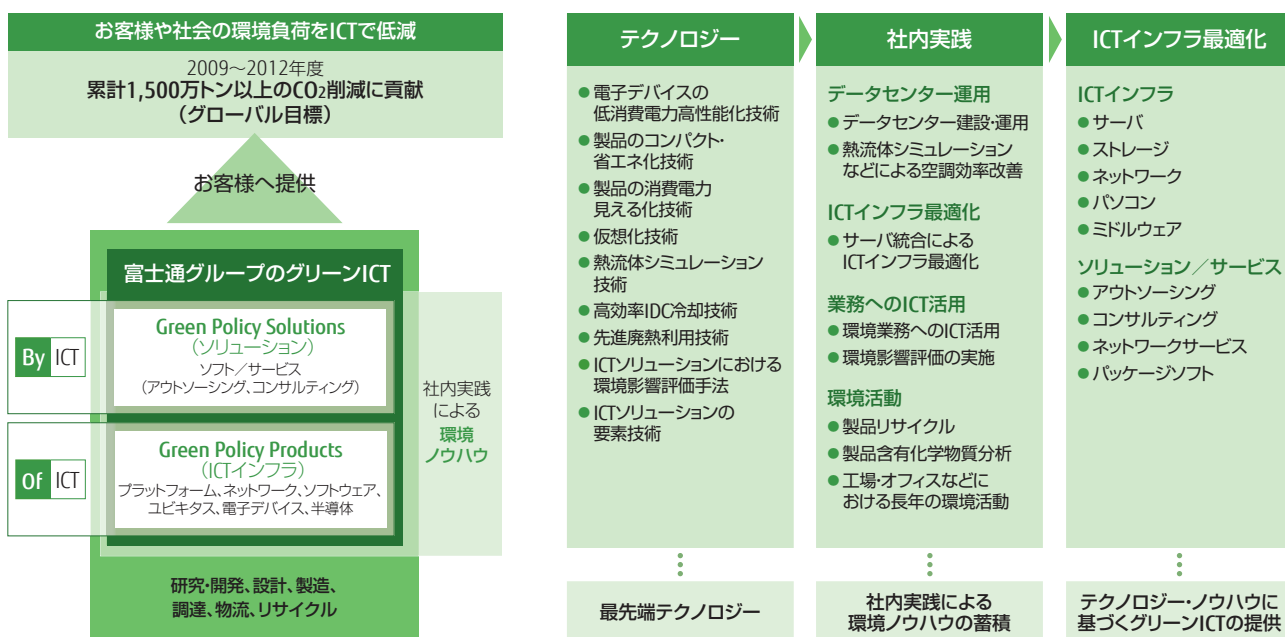 お客様や社会の環境負荷をICTで低減
2009〜2012年度
累計1,500万トン以上のCO₂削減に貢献
（グローバル目標）
お客様へ提供
富士通グループのグリーンICT
By ICT
Green Policy Solutions
（ソリューション）
ソフト／サービス
（アウトソーシング、コンサルティング）
Of ICT
Green Policy Products
（ICTインフラ）
プラットフォーム、ネットワーク、ソフトウェア、
ユビキタス、電子デバイス、半導体
社内実践
による
環境
ノウハウ
研究・開発、設計、製造、
調達、物流、リサイクル
テクノロジー
●電子デバイスの
低消費電力高性能化技術
●製品のコンパクト・
省エネ化技術
●製品の消費電力
見える化技術
●仮想化技術
●熱流体シミュレーション
技術
●高効率IDC冷却技術
●先進廃熱利用技術
●ICTソリューションにおける
環境影響評価手法
●ICTソリューションの
要素技術
最先端テクノロジー
社内実践
データセンター運用
●データセンター建設・運用
●熱流体シミュレーション
などによる空調効率改善
ICTインフラ最適化
●サーバ統合による
ICTインフラ最適化
業務へのICT活用
●環境業務へのICT活用
●環境影響評価の実施
環境活動
●製品リサイクル
●製品含有化学物質分析
●工場・オフィスなどに
おける長年の環境活動
社内実践による
環境ノウハウの蓄積
ICTインフラ最適化
ICTインフラ
●サーバ
●ストレージ
●ネットワーク
●パソコン
●ミドルウェア
ソリューション／サービス
●アウトソーシング
●コンサルティング
●ネットワークサービス
●パッケージソフト
テクノロジー・ノウハウに
基づくグリーンICTの提供